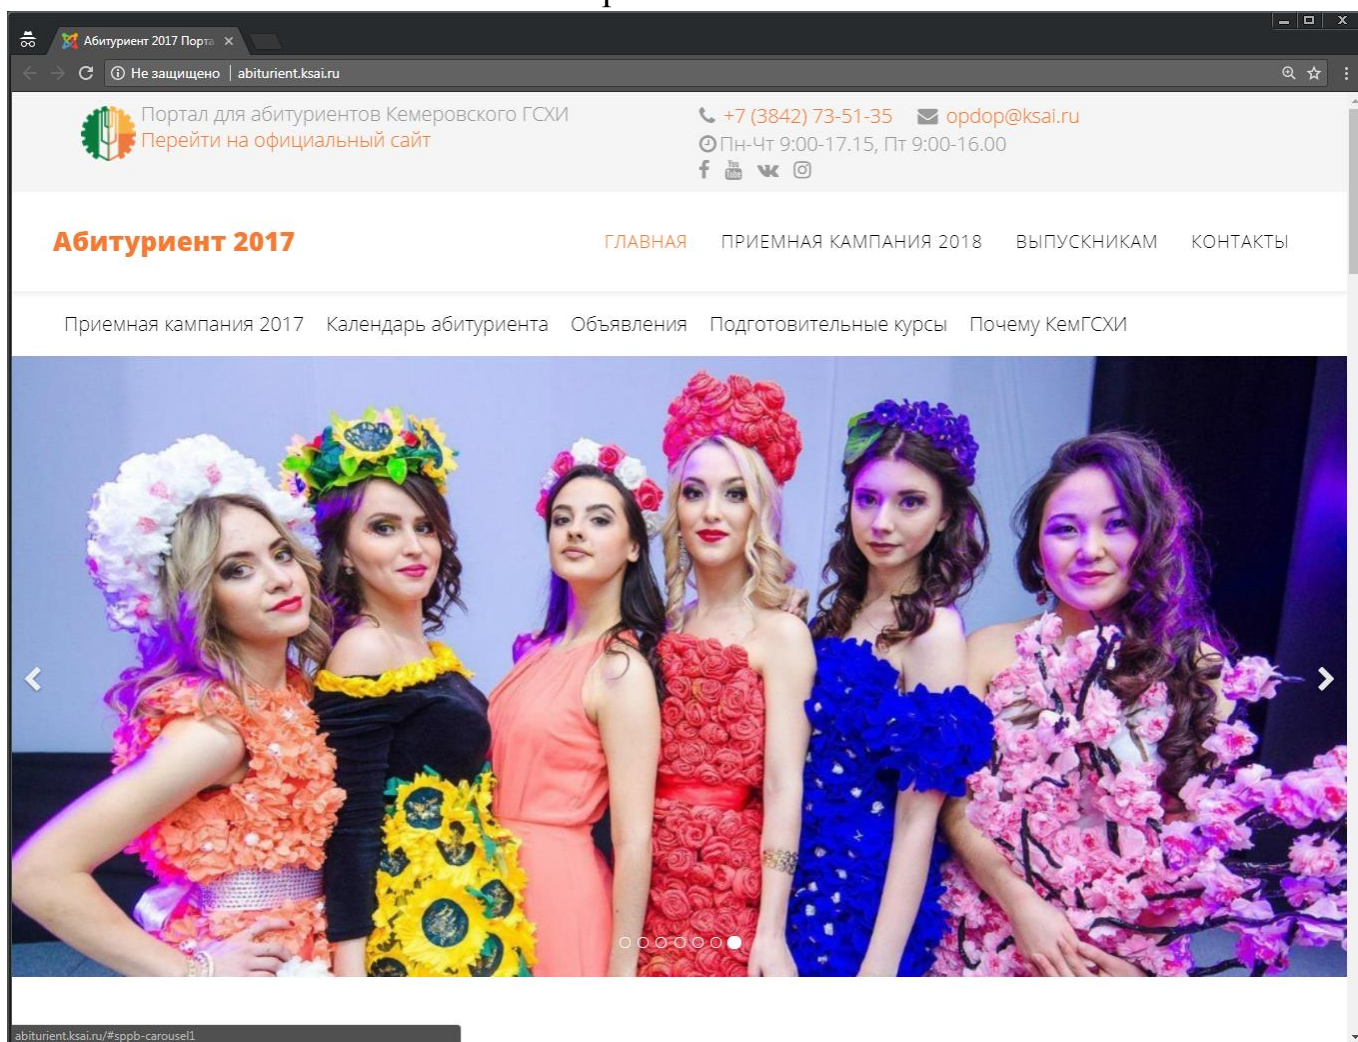 Абитуриент 2017 Порта
Не защищено | abiturient.ksai.ru
Портал для абитуриентов Кемеровского ГСХИ
Перейти на официальный сайт
+7 (3842) 73-51-35 opdop@ksai.ru
Пн-Чт 9:00-17.15, Пт 9:00-16.00
Абитуриент 2017
ГЛАВНАЯ ПРИЕМНАЯ КАМПАНИЯ 2018 ВЫПУСКНИКАМ КОНТАКТЫ
Приемная кампания 2017 Календарь абитуриента Объявления Подготовительные курсы Почему КемГСХИ
abiturient.ksai.ru/#sppb-carousel1